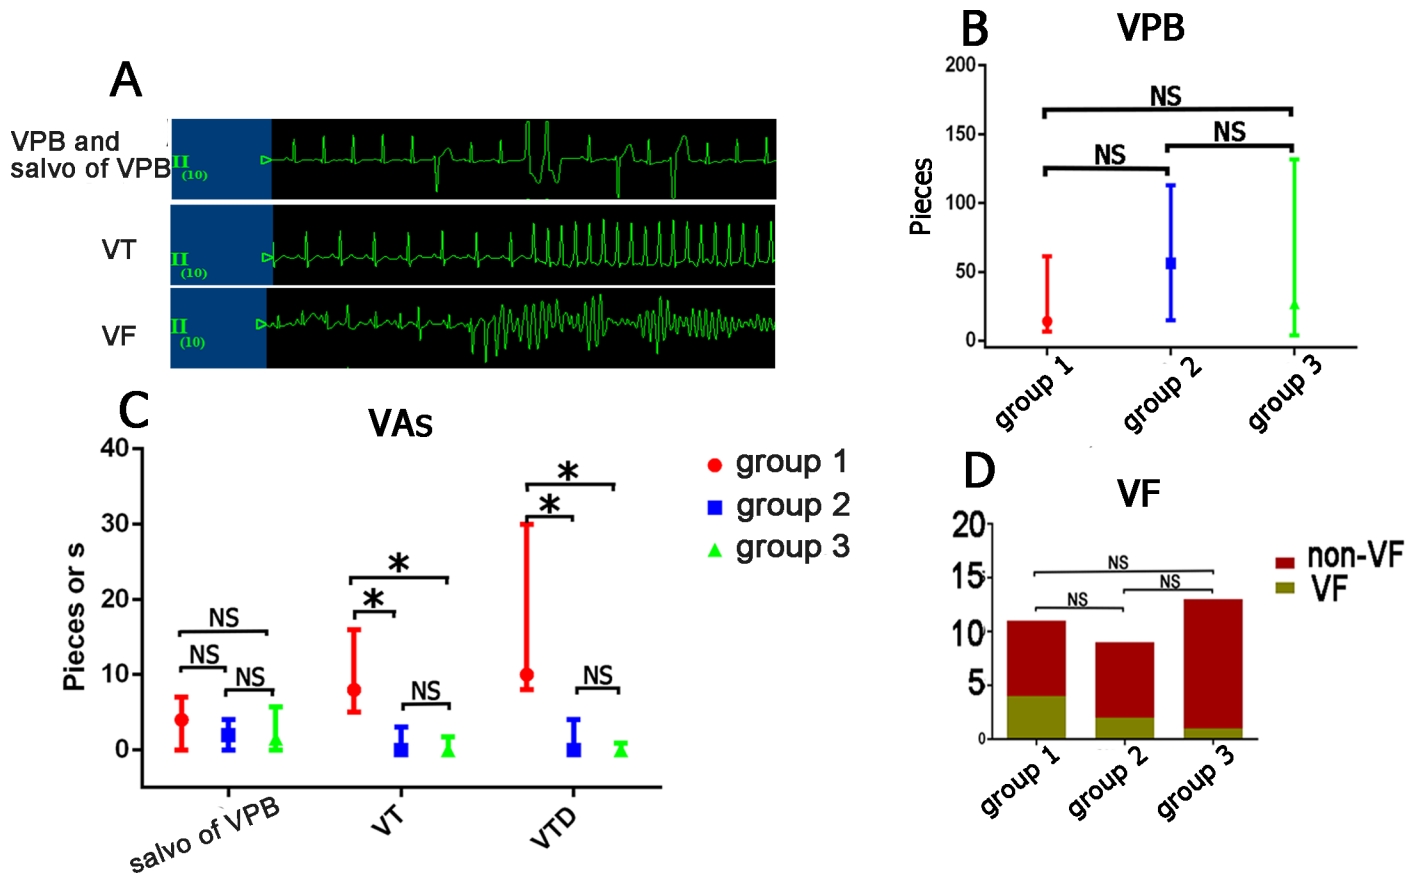 A
VPB and
salvo of VPB
II
(10)
VT
II
(10)
VF
II
(10)
B
VPB
Pieces
200
150
100
50
0
NS
NS
NS
group 1
group 2
group 3
C
VAs
Pieces or s
40
30
20
10
0
NS
NS
NS
*
*
NS
*
*
NS
salvo of VPB
VT
VTD
group 1
group 2
group 3
D
VF
20
15
10
5
0
NS
NS
NS
group 1
group 2
group 3
non-VF
VF